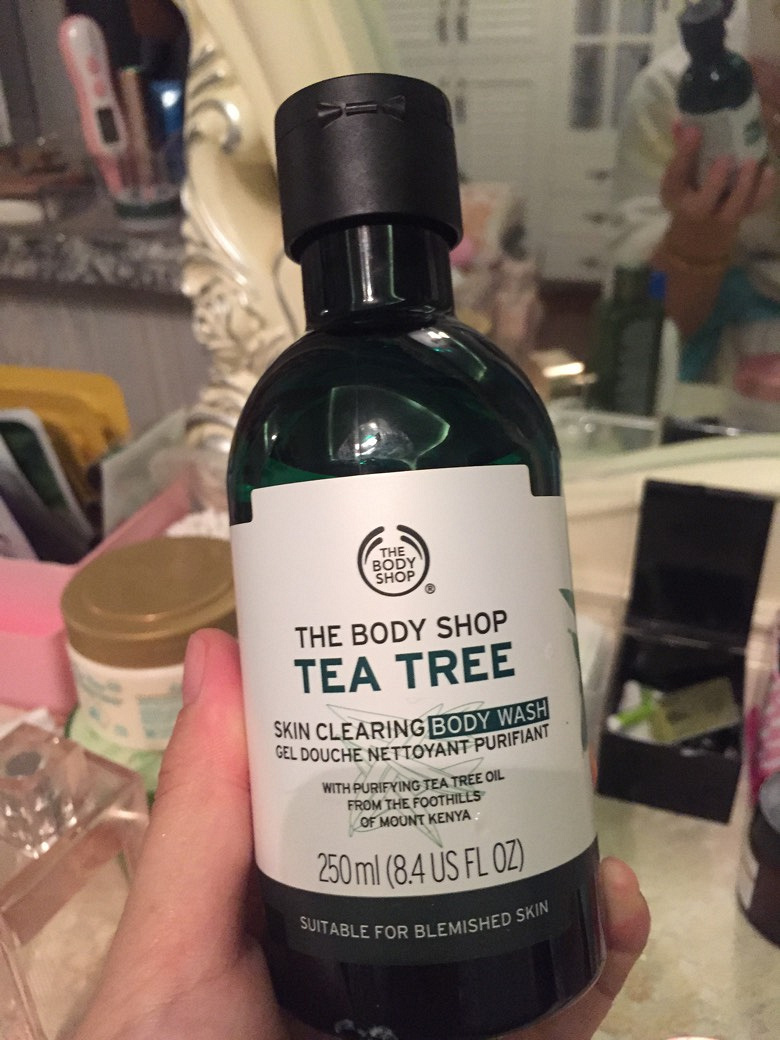 THE
BODY
SHOP
®
THE BODY SHOP
TEA TREE
SKIN CLEARING BODY WASH
GEL DOUCHE NETTOYANT PURIFIANT
WITH PURIFYING TEA TREE OIL
FROM THE FOOTHILLS
OF MOUNT KENYA
250ml (8.4 US FL OZ)
SUITABLE FOR BLEMISHED SKIN